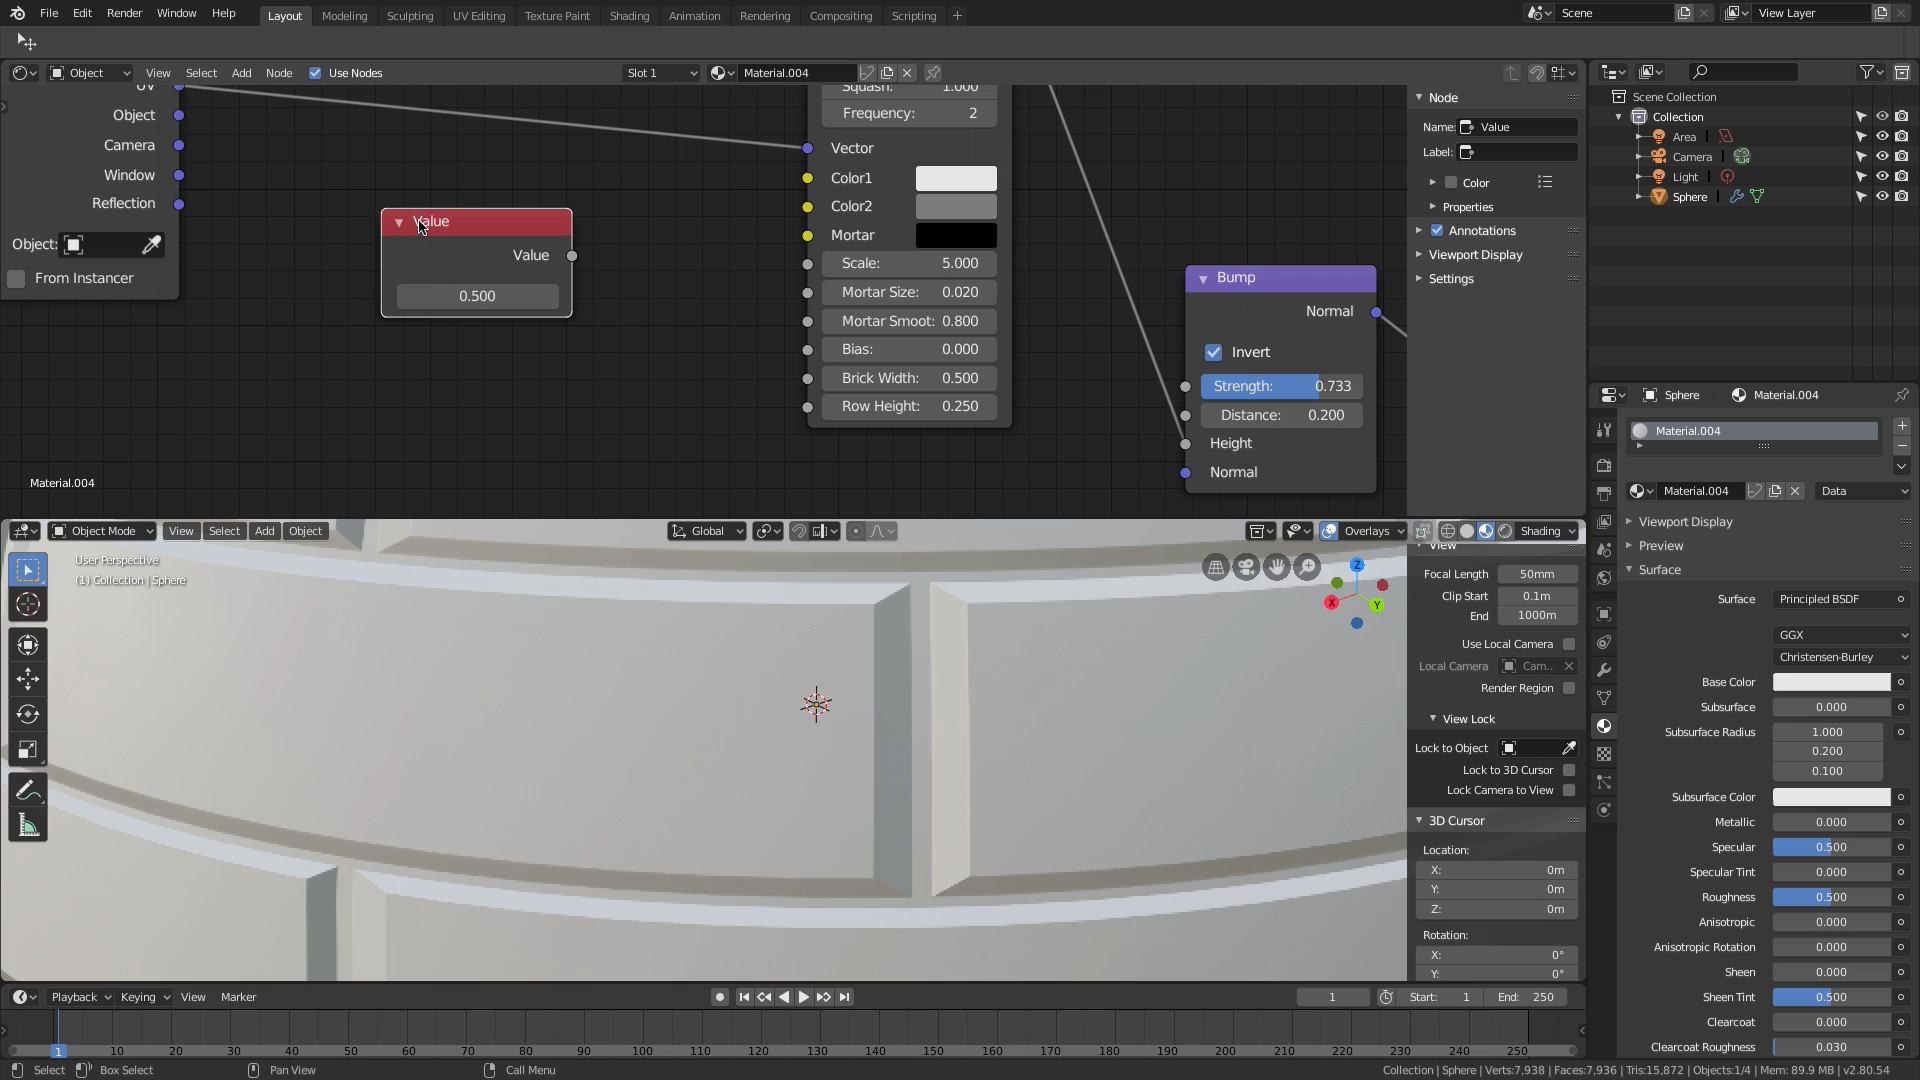 File Edit Render Window Help Layout Modeling Sculpting UV Editing Texture Paint Shading Animation Rendering Compositing Scripting + Scene View Layer
Object View Select Add Node Use Nodes Slot 1 Material.004
UV
Object
Camera
Window
Reflection
Object:
From Instancer
Value
Value
0.500
Squash: 1.000
Frequency: 2
Vector
Color1
Color2
Mortar
Scale: 5.000
Mortar Size: 0.020
Mortar Smoot: 0.800
Bias: 0.000
Brick Width: 0.500
Row Height: 0.250
Bump
Normal
Invert
Strength: 0.733
Distance: 0.200
Height
Normal
Material.004
Node
Name: Value
Label:
Color
Properties
Annotations
Viewport Display
Settings
Scene Collection
Collection
Area
Camera
Light
Sphere
Object Mode View Select Add Object Global Overlays Shading
User Perspective
(1) Collection | Sphere
Z
X
Y
View
Focal Length 50mm
Clip Start 0.1m
End 1000m
Use Local Camera
Local Camera Cam..
Render Region
View Lock
Lock to Object
Lock to 3D Cursor
Lock Camera to View
3D Cursor
Location:
X: 0m
Y: 0m
Z: 0m
Rotation:
X: 0°
Y: 0°
Sphere Material.004
Material.004
Material.004 Data
Viewport Display
Preview
Surface
Surface Principled BSDF
GGX
Christensen-Burley
Base Color
Subsurface 0.000
Subsurface Radius 1.000
0.200
0.100
Subsurface Color
Metallic 0.000
Specular 0.500
Specular Tint 0.000
Roughness 0.500
Anisotropic 0.000
Anisotropic Rotation 0.000
Sheen 0.000
Sheen Tint 0.500
Clearcoat 0.000
Clearcoat Roughness 0.030
Playback Keying View Marker 1 Start: 1 End: 250
1 10 20 30 40 50 60 70 80 90 100 110 120 130 140 150 160 170 180 190 200 210 220 230 240 250
Select Box Select Pan View Call Menu Collection | Sphere | Verts:7,938 | Faces:7,936 | Tris:15,872 | Objects:1/4 | Mem: 89.9 MB | v2.80.54